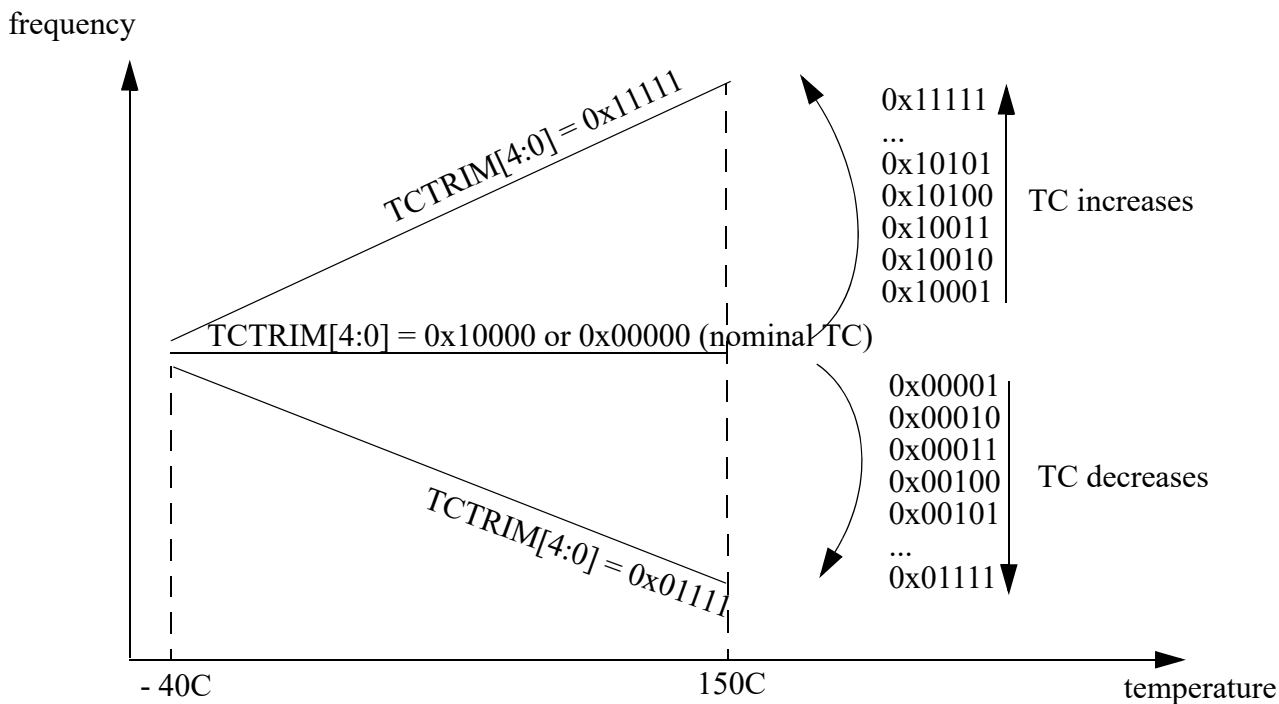 frequency
TCTRIM[4:0] = 0x11111
0x11111
...
0x10101
0x10100
0x10011
0x10010
0x10001
TC increases
TCTRIM[4:0] = 0x10000 or 0x00000 (nominal TC)
0x00001
0x00010
0x00011
0x00100
0x00101
...
0x01111
TC decreases
TCTRIM[4:0] = 0x01111
- 40C
150C
temperature